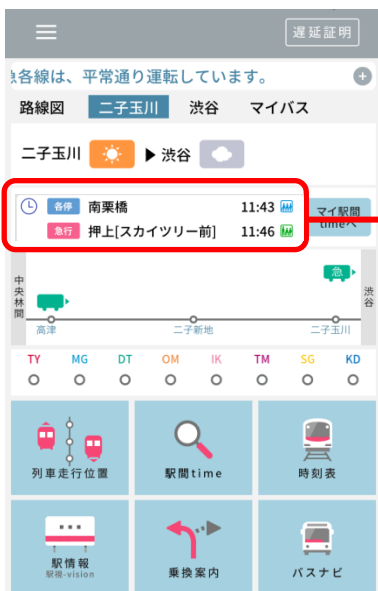 遅延証明
各線は、平常通り運転しています。
路線図 二子玉川 渋谷 マイバス
二子玉川 ▶ 渋谷
各停 南栗橋 11:43
急行 押上[スカイツリー前] 11:46
マイ駅間
timeへ
急
中央林間
渋谷
高津 二子新地 二子玉川
TY MG DT OM IK TM SG KD
列車走行位置 駅間time 時刻表
駅情報 乗換案内 バスナビ
駅視-vision